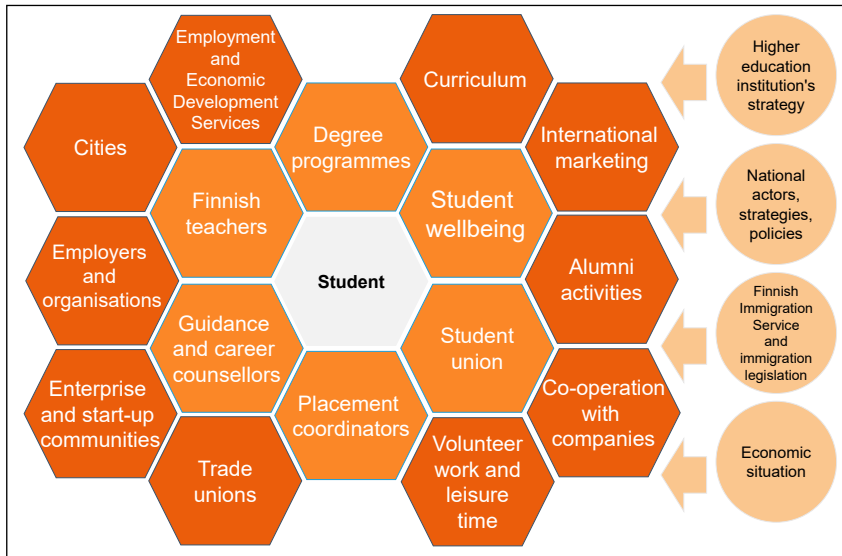 Employment
and
Economic
Development
Services
Curriculum
Higher
education
institution's
strategy
Cities
Degree
programmes
International
marketing
Finnish
teachers
Student
wellbeing
National
actors,
strategies,
policies
Employers
and
organisations
Student
Alumni
activities
Finnish
Immigration
Service
and
immigration
legislation
Guidance
and career
counsellors
Student
union
Enterprise
and start-up
communities
Placement
coordinators
Co-operation
with
companies
Trade
unions
Volunteer
work and
leisure
time
Economic
situation